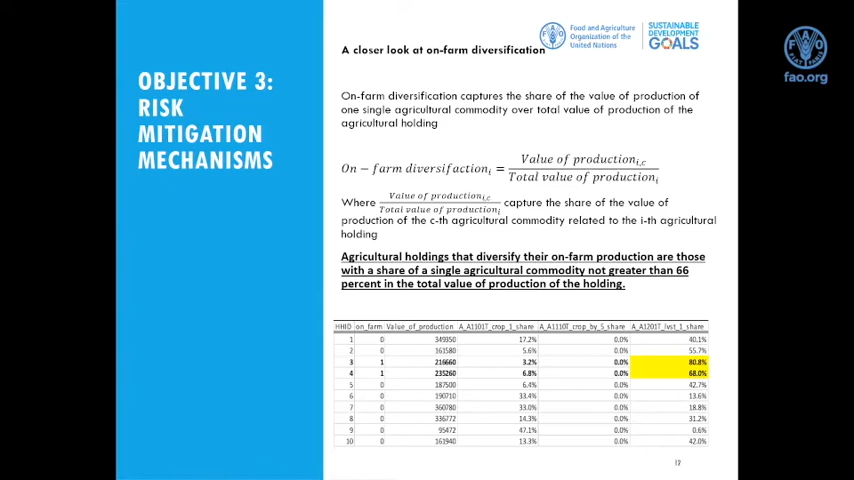 Food and Agriculture
Organization of the
United Nations
SUSTAINABLE
DEVELOPMENT
GOALS
FAO
FIAT PANIS
fao.org
A closer look at on-farm diversification
OBJECTIVE 3:
RISK
MITIGATION
MECHANISMS
On-farm diversification captures the share of the value of production of
one single agricultural commodity over total value of production of the
agricultural holding
On − farm diversifaction_i = Value of production_i,c / Total value of production_i
Where Value of production_i,c / Total value of production_i capture the share of the value of
production of the c-th agricultural commodity related to the i-th agricultural
holding
Agricultural holdings that diversify their on-farm production are those
with a share of a single agricultural commodity not greater than 66
percent in the total value of production of the holding.
HHID on_farm Value_of_production A_A1101T_crop_1_share A_A1110T_crop_by_5_share A_A1201T_lvst_1_share
1 0 349350 17.2% 0.0% 40.1%
2 0 161580 5.6% 0.0% 55.7%
3 1 216660 3.2% 0.0% 80.8%
4 1 235260 6.8% 0.0% 68.0%
5 0 187500 6.4% 0.0% 42.7%
6 0 190710 33.4% 0.0% 13.6%
7 0 360780 33.0% 0.0% 18.8%
8 0 336772 14.3% 0.0% 31.2%
9 0 95472 47.1% 0.0% 0.6%
10 0 161940 13.3% 0.0% 42.0%
17